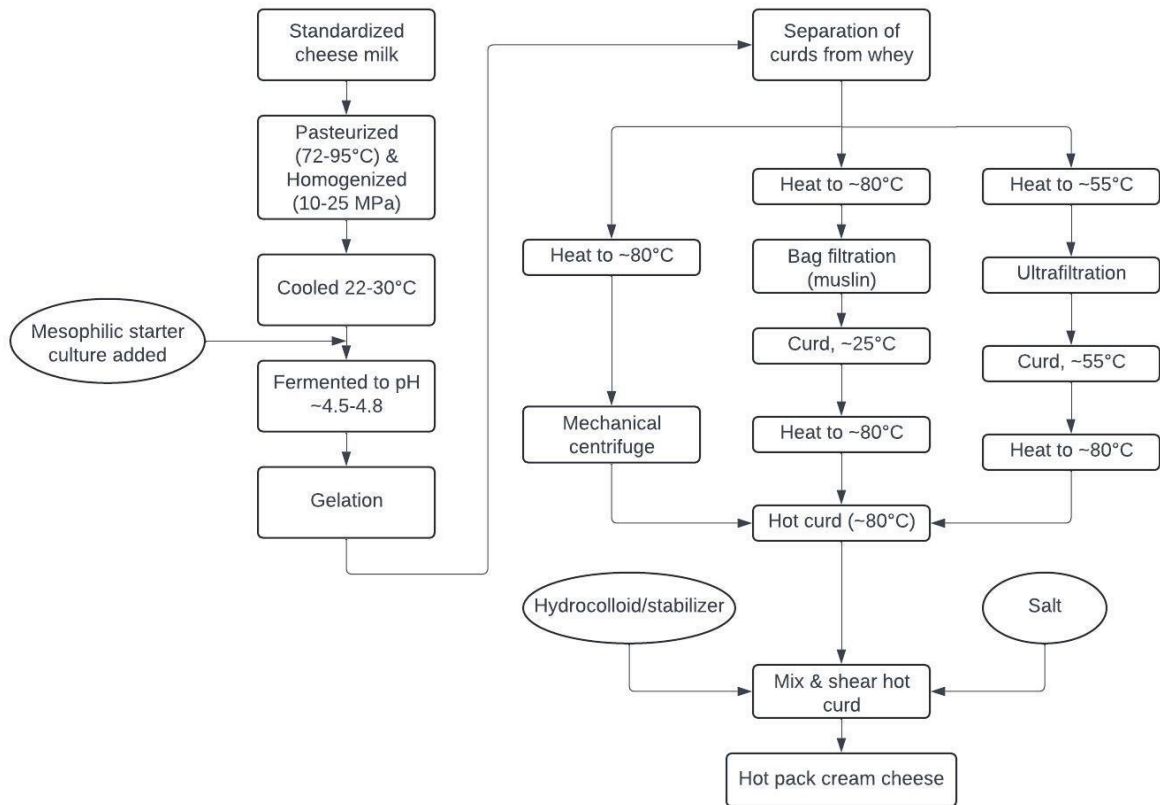 Standardized
cheese milk
Pasteurized
(72-95°C) &
Homogenized
(10-25 MPa)
Cooled 22-30°C
Mesophilic starter
culture added
Fermented to pH
~4.5-4.8
Gelation
Separation of
curds from whey
Heat to ~80°C
Mechanical
centrifuge
Heat to ~80°C
Bag filtration
(muslin)
Curd, ~25°C
Heat to ~80°C
Heat to ~55°C
Ultrafiltration
Curd, ~55°C
Heat to ~80°C
Hot curd (~80°C)
Hydrocolloid/stabilizer
Salt
Mix & shear hot
curd
Hot pack cream cheese